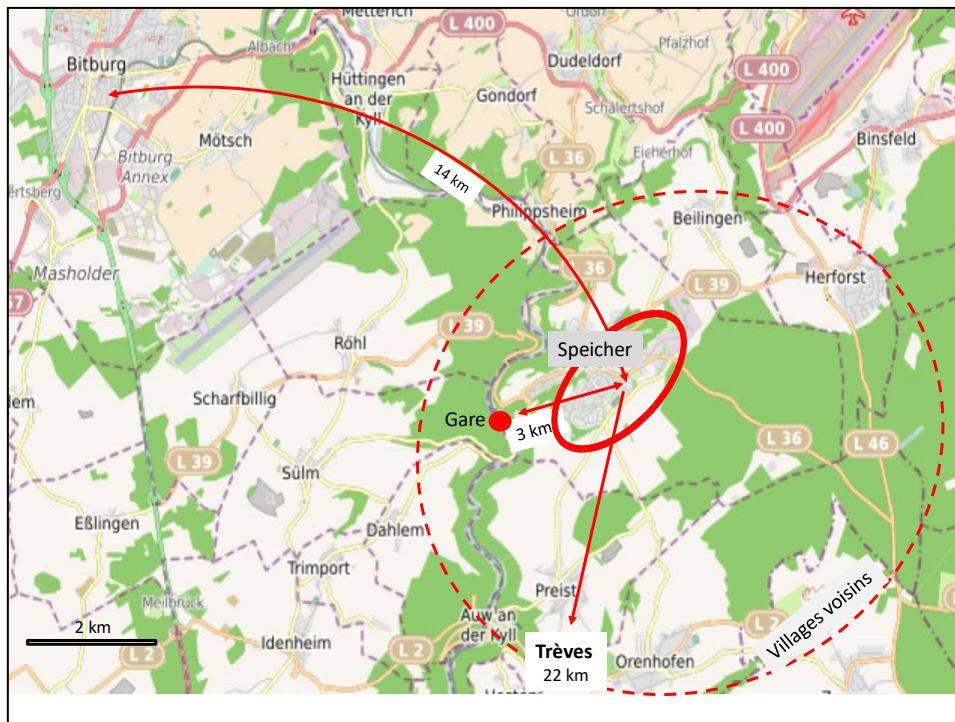 Metterich
L 400
Ordorf
Albach
Bitburg
Pfalzhof
Dudeldorf
L 400
Hüttingen
an der
Kyll
Gondorf
Schalertshof
L 400
Binsfeld
Mötsch
L 36
Eicherhof
Bitburg
Annex
14 km
Philippsheim
Beilingen
Masholder
Herforst
L 39
36
L 39
Röhl
Speicher
Scharfbillig
Gare
3 km
L 36
L 46
L 39
Sülm
Eßlingen
Dahlem
Trimport
Preist
Meilbrück
Auw an
der Kyll
Villages voisins
2 km
Idenheim
L 2
L 2
L 2
Trèves
22 km
Orenhofen